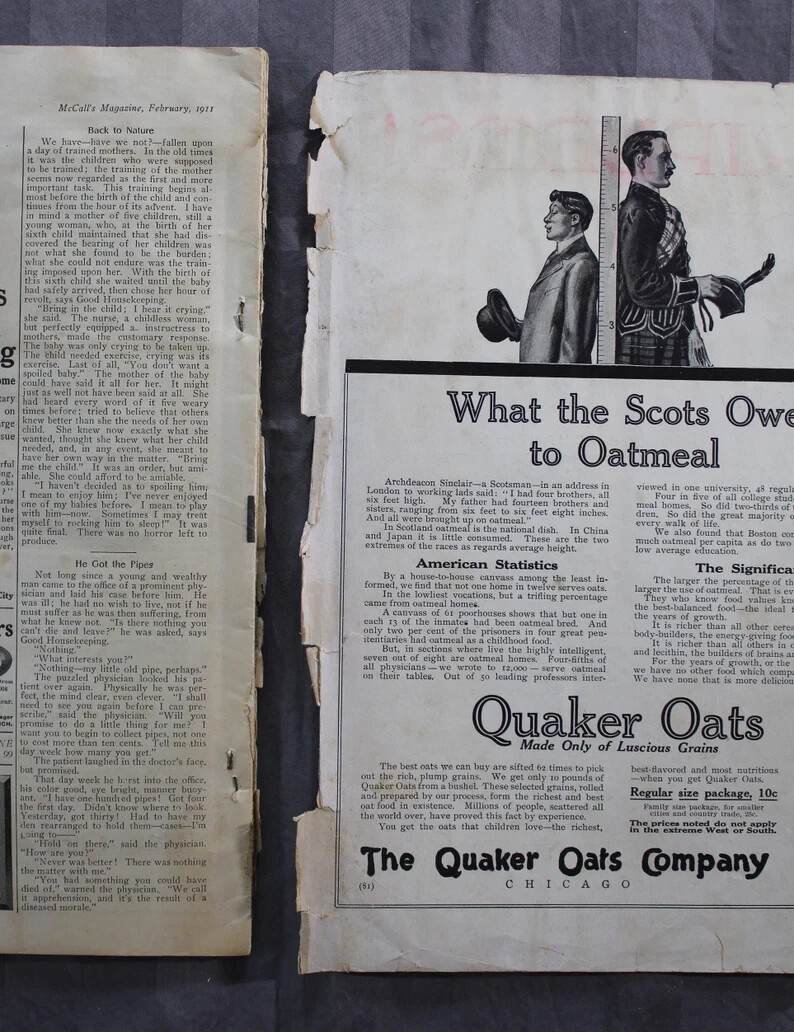 McCall's Magazine, February, 1911
Back to Nature
We have—have we not?—fallen upon
a day of trained mothers. In the old times
it was the children who were supposed
to be trained; the training of the mother
seems now regarded as the first and more
important task. This training begins al-
most before the birth of the child and con-
tinues from the hour of its advent. I have
in mind a mother of five children, still a
young woman, who, at the birth of her
sixth child maintained that she had dis-
covered the bearing of her children was
not what she found to be the burden;
what she could not endure was the train-
ing imposed upon her. With the birth of
this sixth child she waited until the baby
had safely arrived, then chose her hour of
revolt, says Good Housekeeping.
"Bring in the child; I hear it crying,"
she said. The nurse, a childless woman,
but perfectly equipped as instructress to
mothers, made the customary response.
The baby was only crying to be taken up.
The child needed exercise, crying was its
exercise. Last of all, "You don't want a
spoiled baby." The mother of the baby
could have said it all for her. It might
just as well not have been said at all. She
had heard every word of it five weary
times before; tried to believe that others
knew better than she the needs of her own
child. She knew now exactly what she
wanted, thought she knew what her child
needed, and, in any event, she meant to
have her own way in the matter. "Bring
me the child." It was an order, but ami-
able. She could afford to be amiable.
"I haven't decided as to spoiling him;
I mean to enjoy him; I've never enjoyed
one of my babies before. I mean to play
with him—now. Sometimes I may treat
myself to rocking him to sleep!" It was
quite final. There was no horror left to
produce.
He Got the Pipes
Not long since a young and wealthy
man came to the office of a prominent phy-
sician and laid his case before him. He
was ill; he had no wish to live, not if he
must suffer as he was then suffering, from
what he knew not. "Is there nothing you
can't die and leave?" he was asked, says
Good Housekeeping.
"Nothing."
"What interests you?"
"Nothing—my little old pipe, perhaps."
The puzzled physician looked his pa-
tient over again. Physically he was per-
fect, the mind clear, even clever. "I shall
need to see you again before I can pre-
scribe," said the physician. "Will you
promise to do a little thing for me? I
want you to begin to collect pipes, not one
to cost more than ten cents. Tell me this
day week how many you get."
The patient laughed in the doctor's face,
but promised.
That day week he burst into the office,
his color good, eye bright, manner buoy-
ant. "I have one hundred pipes! Got four
the first day. Didn't know where to look.
Yesterday, got thirty! Had to have my
den rearranged to hold them—cases—I'm
going to——"
"Hold on there," said the physician.
"How are you?"
"Never was better! There was nothing
the matter with me."
"You had something you could have
died of," warned the physician. "We call
it apprehension, and it's the result of a
diseased morale."
6
5
4
3
What the Scots Owe
to Oatmeal
Archdeacon Sinclair—a Scotsman—in an address in
London to working lads said: "I had four brothers, all
six feet high. My father had fourteen brothers and
sisters, ranging from six feet to six feet eight inches.
And all were brought up on oatmeal."
In Scotland oatmeal is the national dish. In China
and Japan it is little consumed. These are the two
extremes of the races as regards average height.
American Statistics
By a house-to-house canvass among the least in-
formed, we find that not one home in twelve serves oats.
In the lowliest vocations, but a trifling percentage
came from oatmeal homes.
A canvass of 61 poorhouses shows that but one in
each 13 of the inmates had been oatmeal bred. And
only two per cent of the prisoners in four great pen-
itentiaries had oatmeal as a childhood food.
But, in sections where live the highly intelligent,
seven out of eight are oatmeal homes. Four-fifths of
all physicians—we wrote to 12,000—serve oatmeal
on their tables. Out of 50 leading professors inter-
viewed in one university, 48 regula
Four in five of all college stud
meal homes. So did two-thirds of
dren. So did the great majority o
every walk of life.
We also found that Boston con
much oatmeal per capita as do two
low average education.
The Significa
The larger the percentage of th
larger the use of oatmeal. That is ev
They who know food values kno
the best-balanced food—the ideal
the years of growth.
It is richer than all other cerea
body-builders, the energy-giving foo
It is richer than all others in o
and lecithin, the builders of brains an
For the years of growth, or the
we have no other food which compa
We have none that is more deliciou
Quaker Oats
Made Only of Luscious Grains
The best oats we can buy are sifted 62 times to pick
out the rich, plump grains. We get only 10 pounds of
Quaker Oats from a bushel. These selected grains, rolled
and prepared by our process, form the richest and best
oat food in existence. Millions of people, scattered all
the world over, have proved this fact by experience.
You get the oats that children love—the richest,
best-flavored and most nutritious
—when you get Quaker Oats.
Regular size package, 10c
Family size package, for smaller
cities and country trade, 25c.
The prices noted do not apply
in the extreme West or South.
The Quaker Oats Company
(81)
CHICAGO